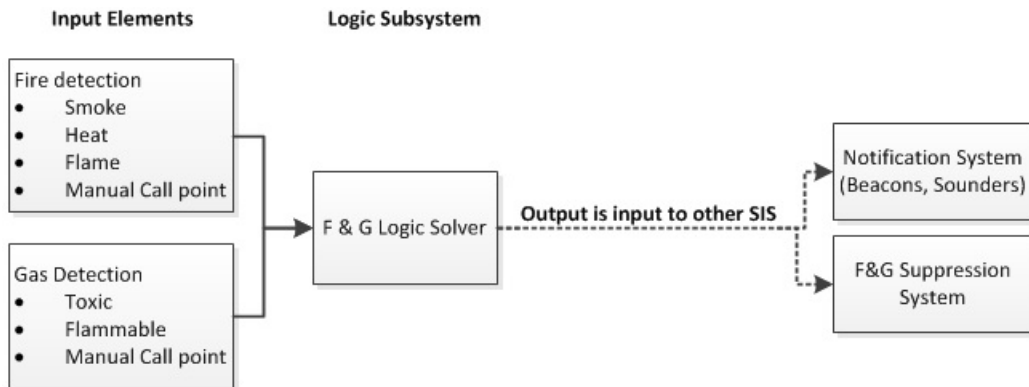 Input Elements
Logic Subsystem
Fire detection
• Smoke
• Heat
• Flame
• Manual Call point
Gas Detection
• Toxic
• Flammable
• Manual Call point
F & G Logic Solver
Output is input to other SIS
Notification System
(Beacons, Sounders)
F&G Suppression
System